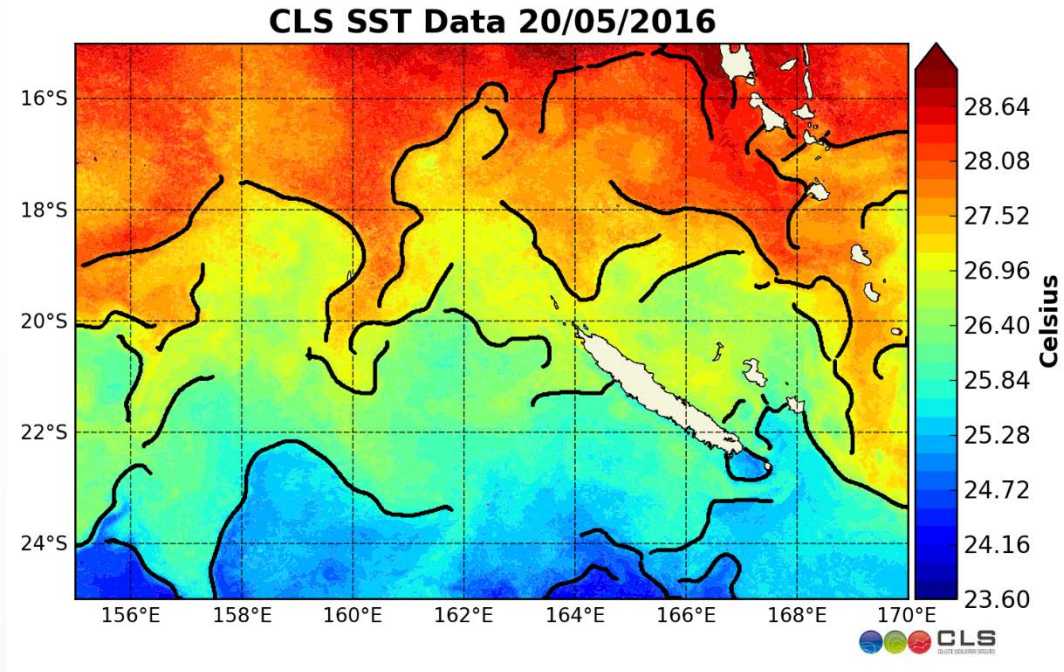 CLS SST Data 20/05/2016
16°S
18°S
20°S
22°S
24°S
156°E 158°E 160°E 162°E 164°E 166°E 168°E 170°E
28.64
28.08
27.52
26.96
26.40
25.84
25.28
24.72
24.16
23.60
Celsius
CLS